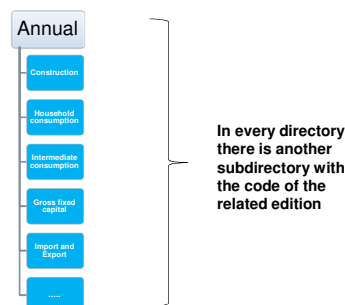 Annual
Construction
Household
consumption
Intermediate
consumption
Gross fixed
capital
Import and
Export
.....
In every directory
there is another
subdirectory with
the code of the
related edition